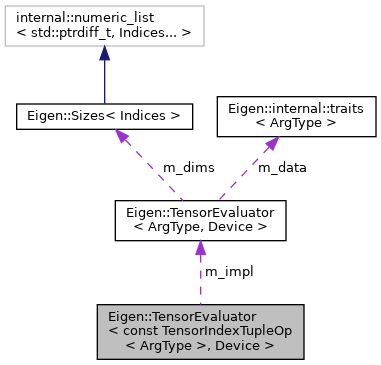 internal::numeric_list
< std::ptrdiff_t, Indices... >
Eigen::Sizes< Indices >
Eigen::internal::traits
< ArgType >
m_dims
m_data
Eigen::TensorEvaluator
< ArgType, Device >
m_impl
Eigen::TensorEvaluator
< const TensorIndexTupleOp
< ArgType >, Device >